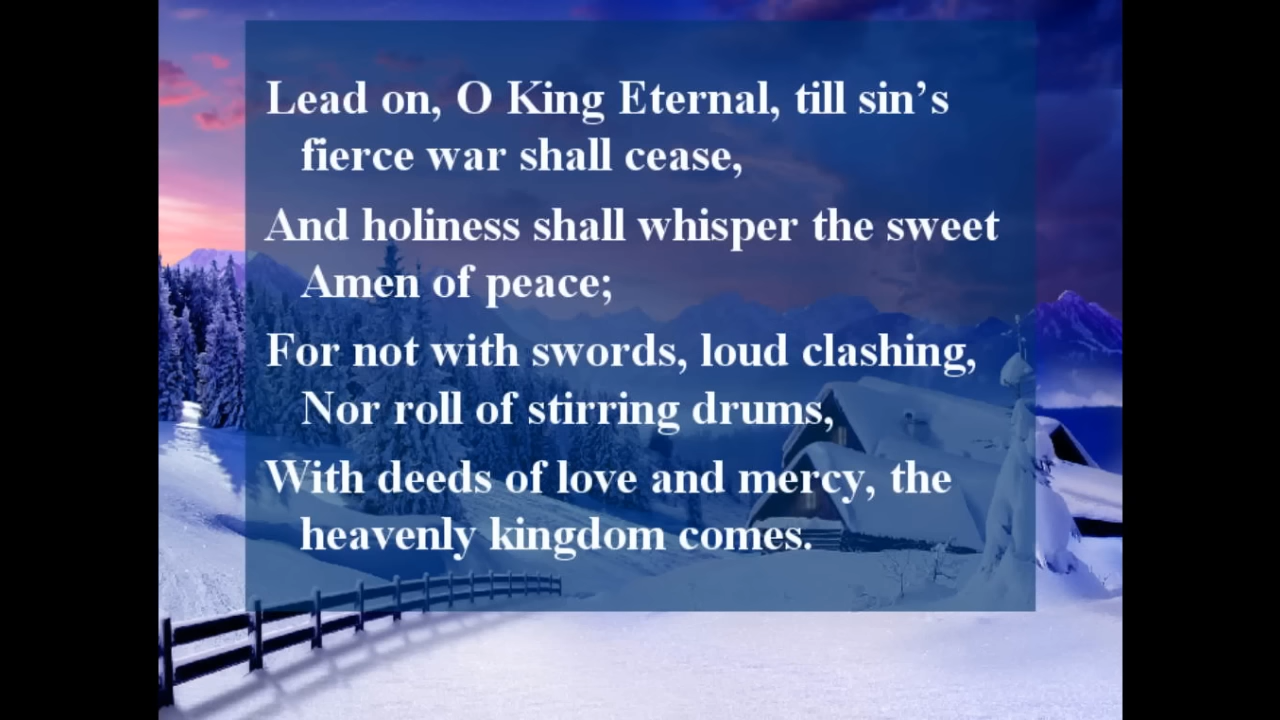 Lead on, O King Eternal, till sin’s
fierce war shall cease,
And holiness shall whisper the sweet
Amen of peace;
For not with swords, loud clashing,
Nor roll of stirring drums,
With deeds of love and mercy, the
heavenly kingdom comes.